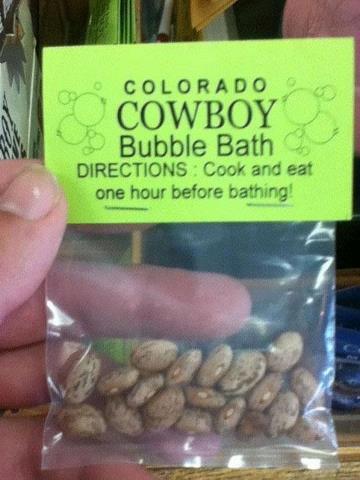 COLORADO
COWBOY
Bubble Bath
DIRECTIONS : Cook and eat
one hour before bathing!